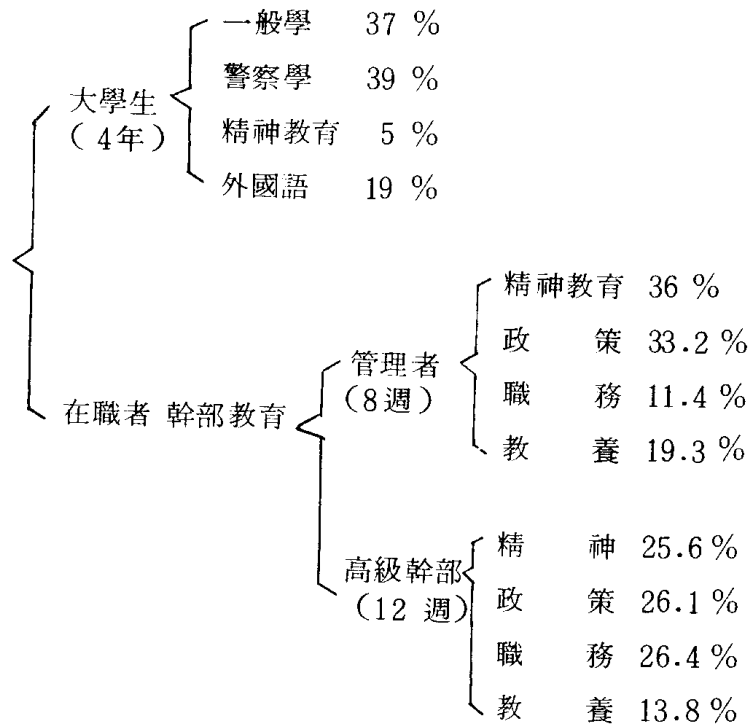 大學生
（4年）
一般學 37 %
警察學 39 %
精神教育 5 %
外國語 19 %
在職者 幹部教育
管理者
（8週）
精神教育 36 %
政 策 33.2 %
職 務 11.4 %
教 養 19.3 %
高級幹部
（12 週）
精 神 25.6 %
政 策 26.1 %
職 務 26.4 %
教 養 13.8 %